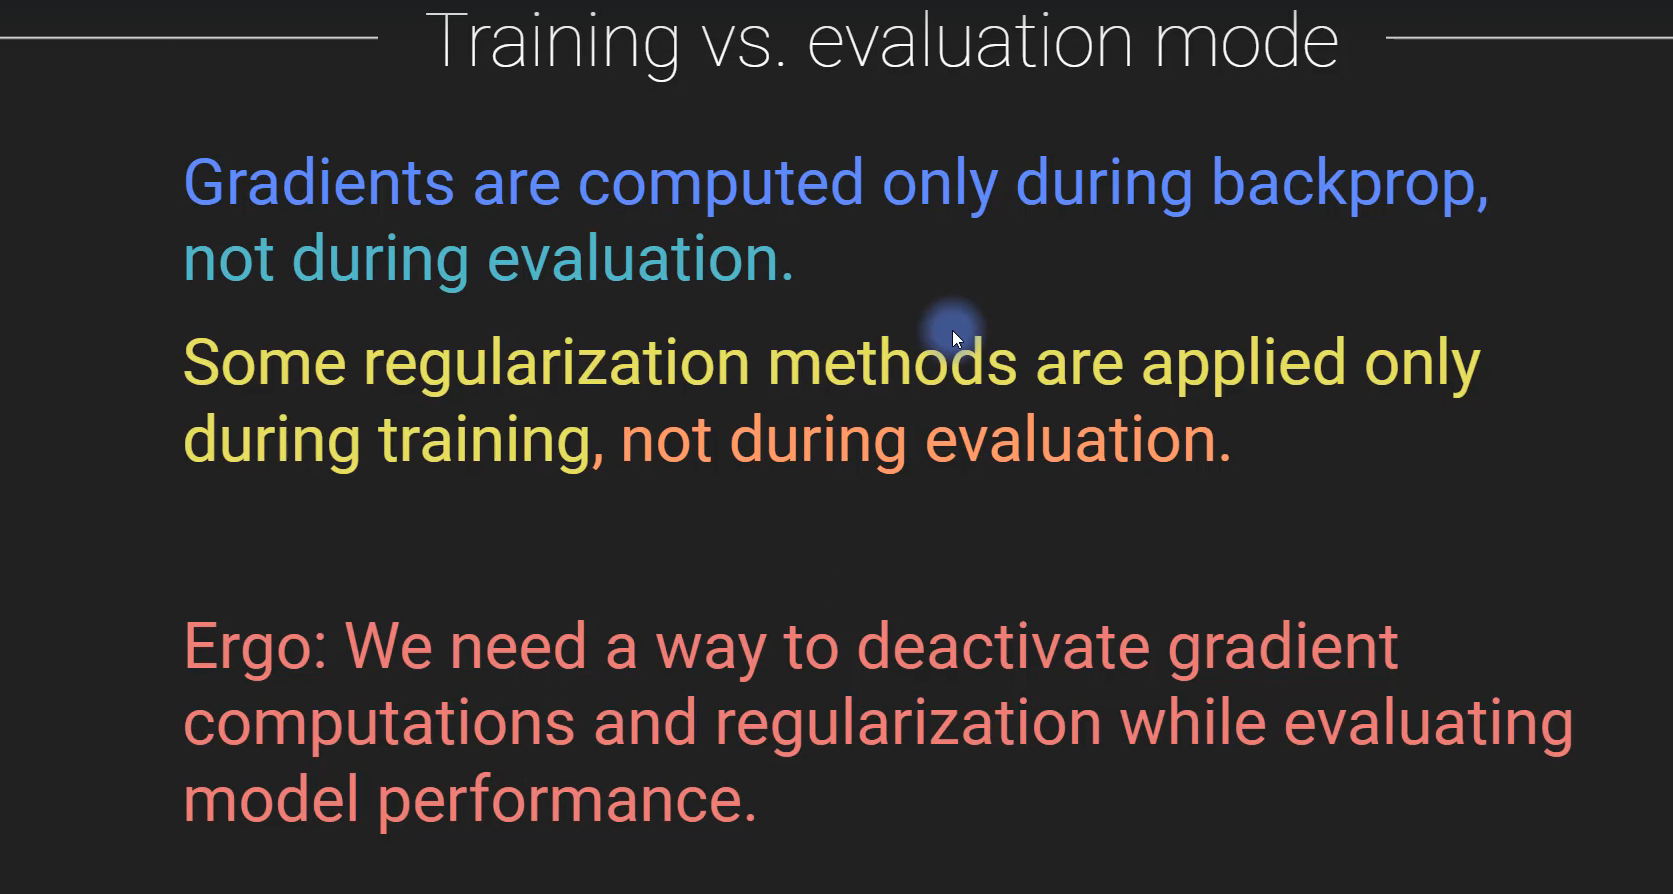 Training vs. evaluation mode
Gradients are computed only during backprop,
not during evaluation.
Some regularization methods are applied only
during training, not during evaluation.
Ergo: We need a way to deactivate gradient
computations and regularization while evaluating
model performance.